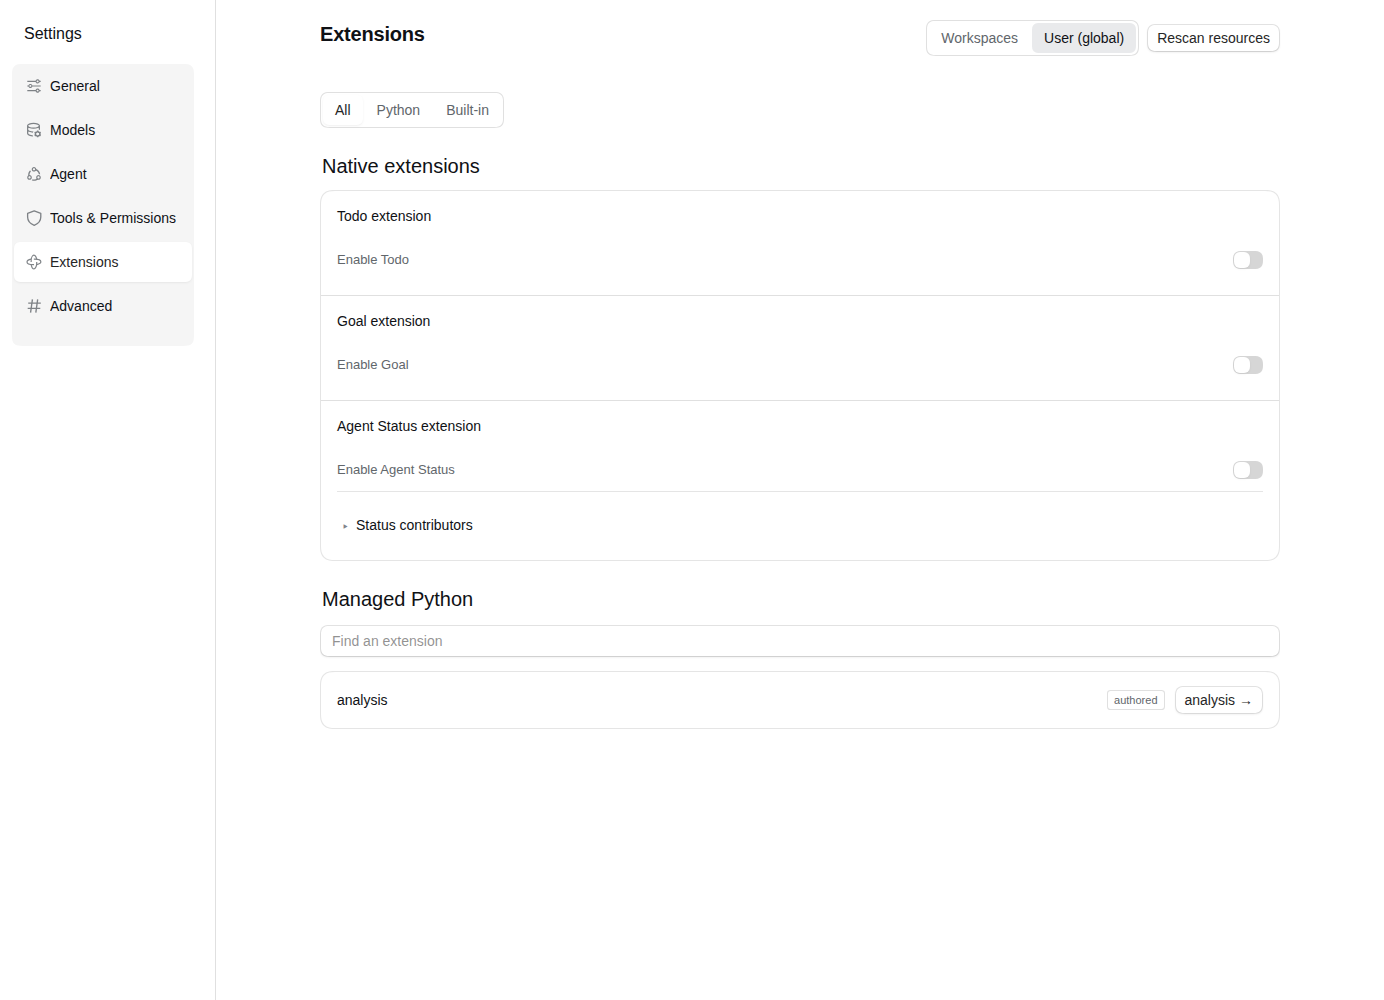 Settings
General
Models
Agent
Tools & Permissions
Extensions
Advanced
Extensions
Workspaces User (global) Rescan resources
All Python Built-in
Native extensions
Todo extension
Enable Todo
Goal extension
Enable Goal
Agent Status extension
Enable Agent Status
Status contributors
Managed Python
Find an extension
analysis authored analysis →